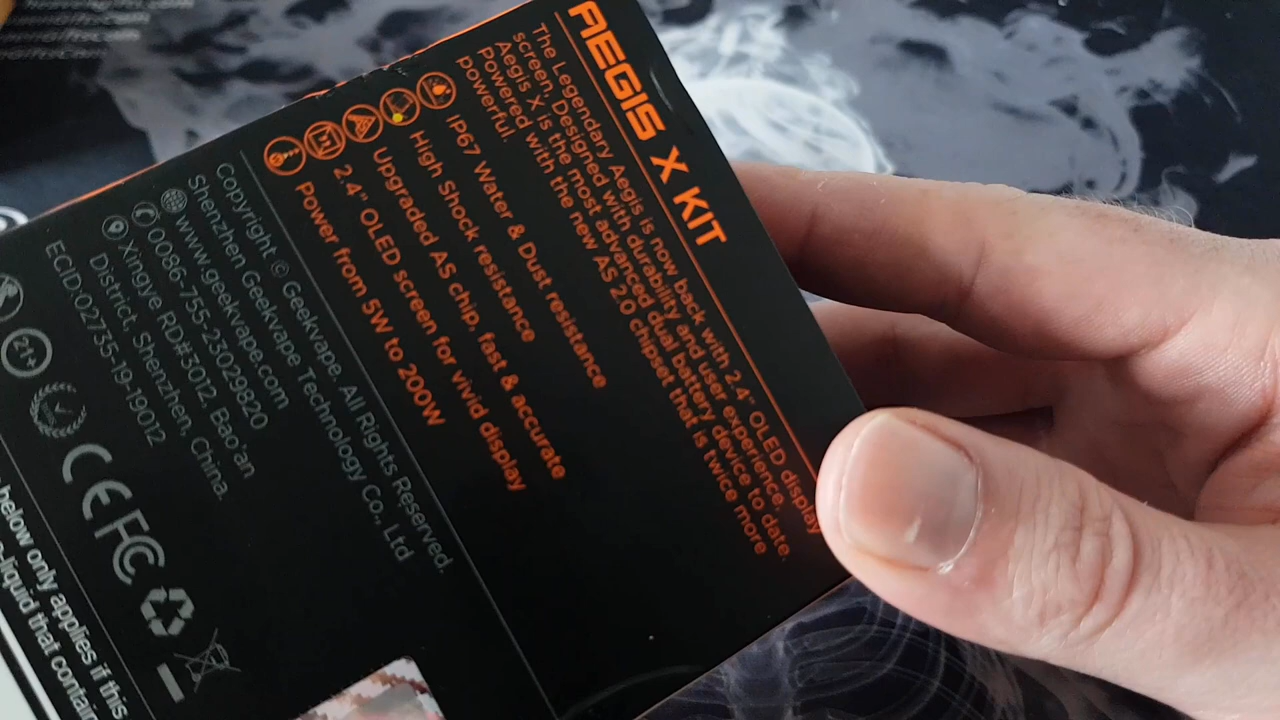 AEGIS X KIT
The Legendary Aegis is now back with 2.4" OLED display
screen. Designed with durability and user experience.
Aegis X is the most advanced dual battery device to date.
Powered with the new AS 2.0 chipset that is twice more
powerful.
IP67 Water & Dust resistance
High Shock resistance
Upgraded AS chip, fast & accurate
2.4" OLED screen for vivid display
Power from 5W to 200W
Copyright © Geekvape. All Rights Reserved.
Shenzhen Geekvape Technology Co., Ltd
www.geekvape.com
0086-755-23029820
Xingye RD#3012, Bao'an
District, Shenzhen, China.
ECID:02735-19-19012
21+
CE FC
below only applies if this
e-liquid that contain